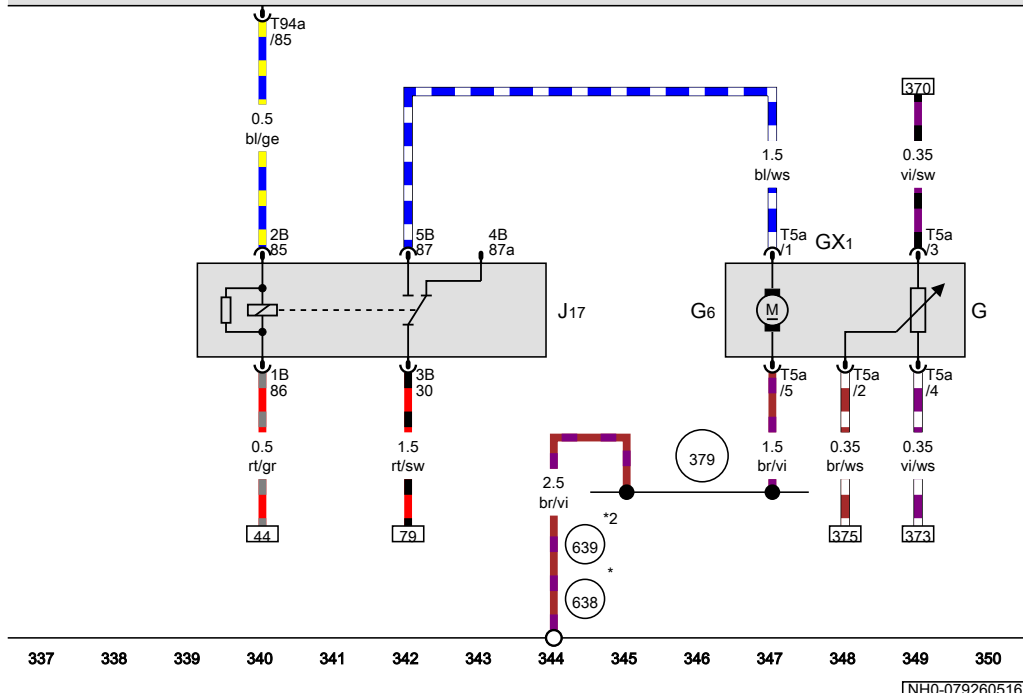 T94a
/85
370
0.5
bl/ge
1.5
bl/ws
0.35
vi/sw
2B
85
5B
87
4B
87a
T5a
/1
GX1
T5a
/3
J17
G6
M
G
1B
86
3B
30
T5a
/5
T5a
/2
T5a
/4
0.5
rt/gr
1.5
rt/sw
379
1.5
br/vi
0.35
br/ws
0.35
vi/ws
2.5
br/vi
*2
44
79
639
375
373
*
638
337 338 339 340 341 342 343 344 345 346 347 348 349 350
NH0-079260516